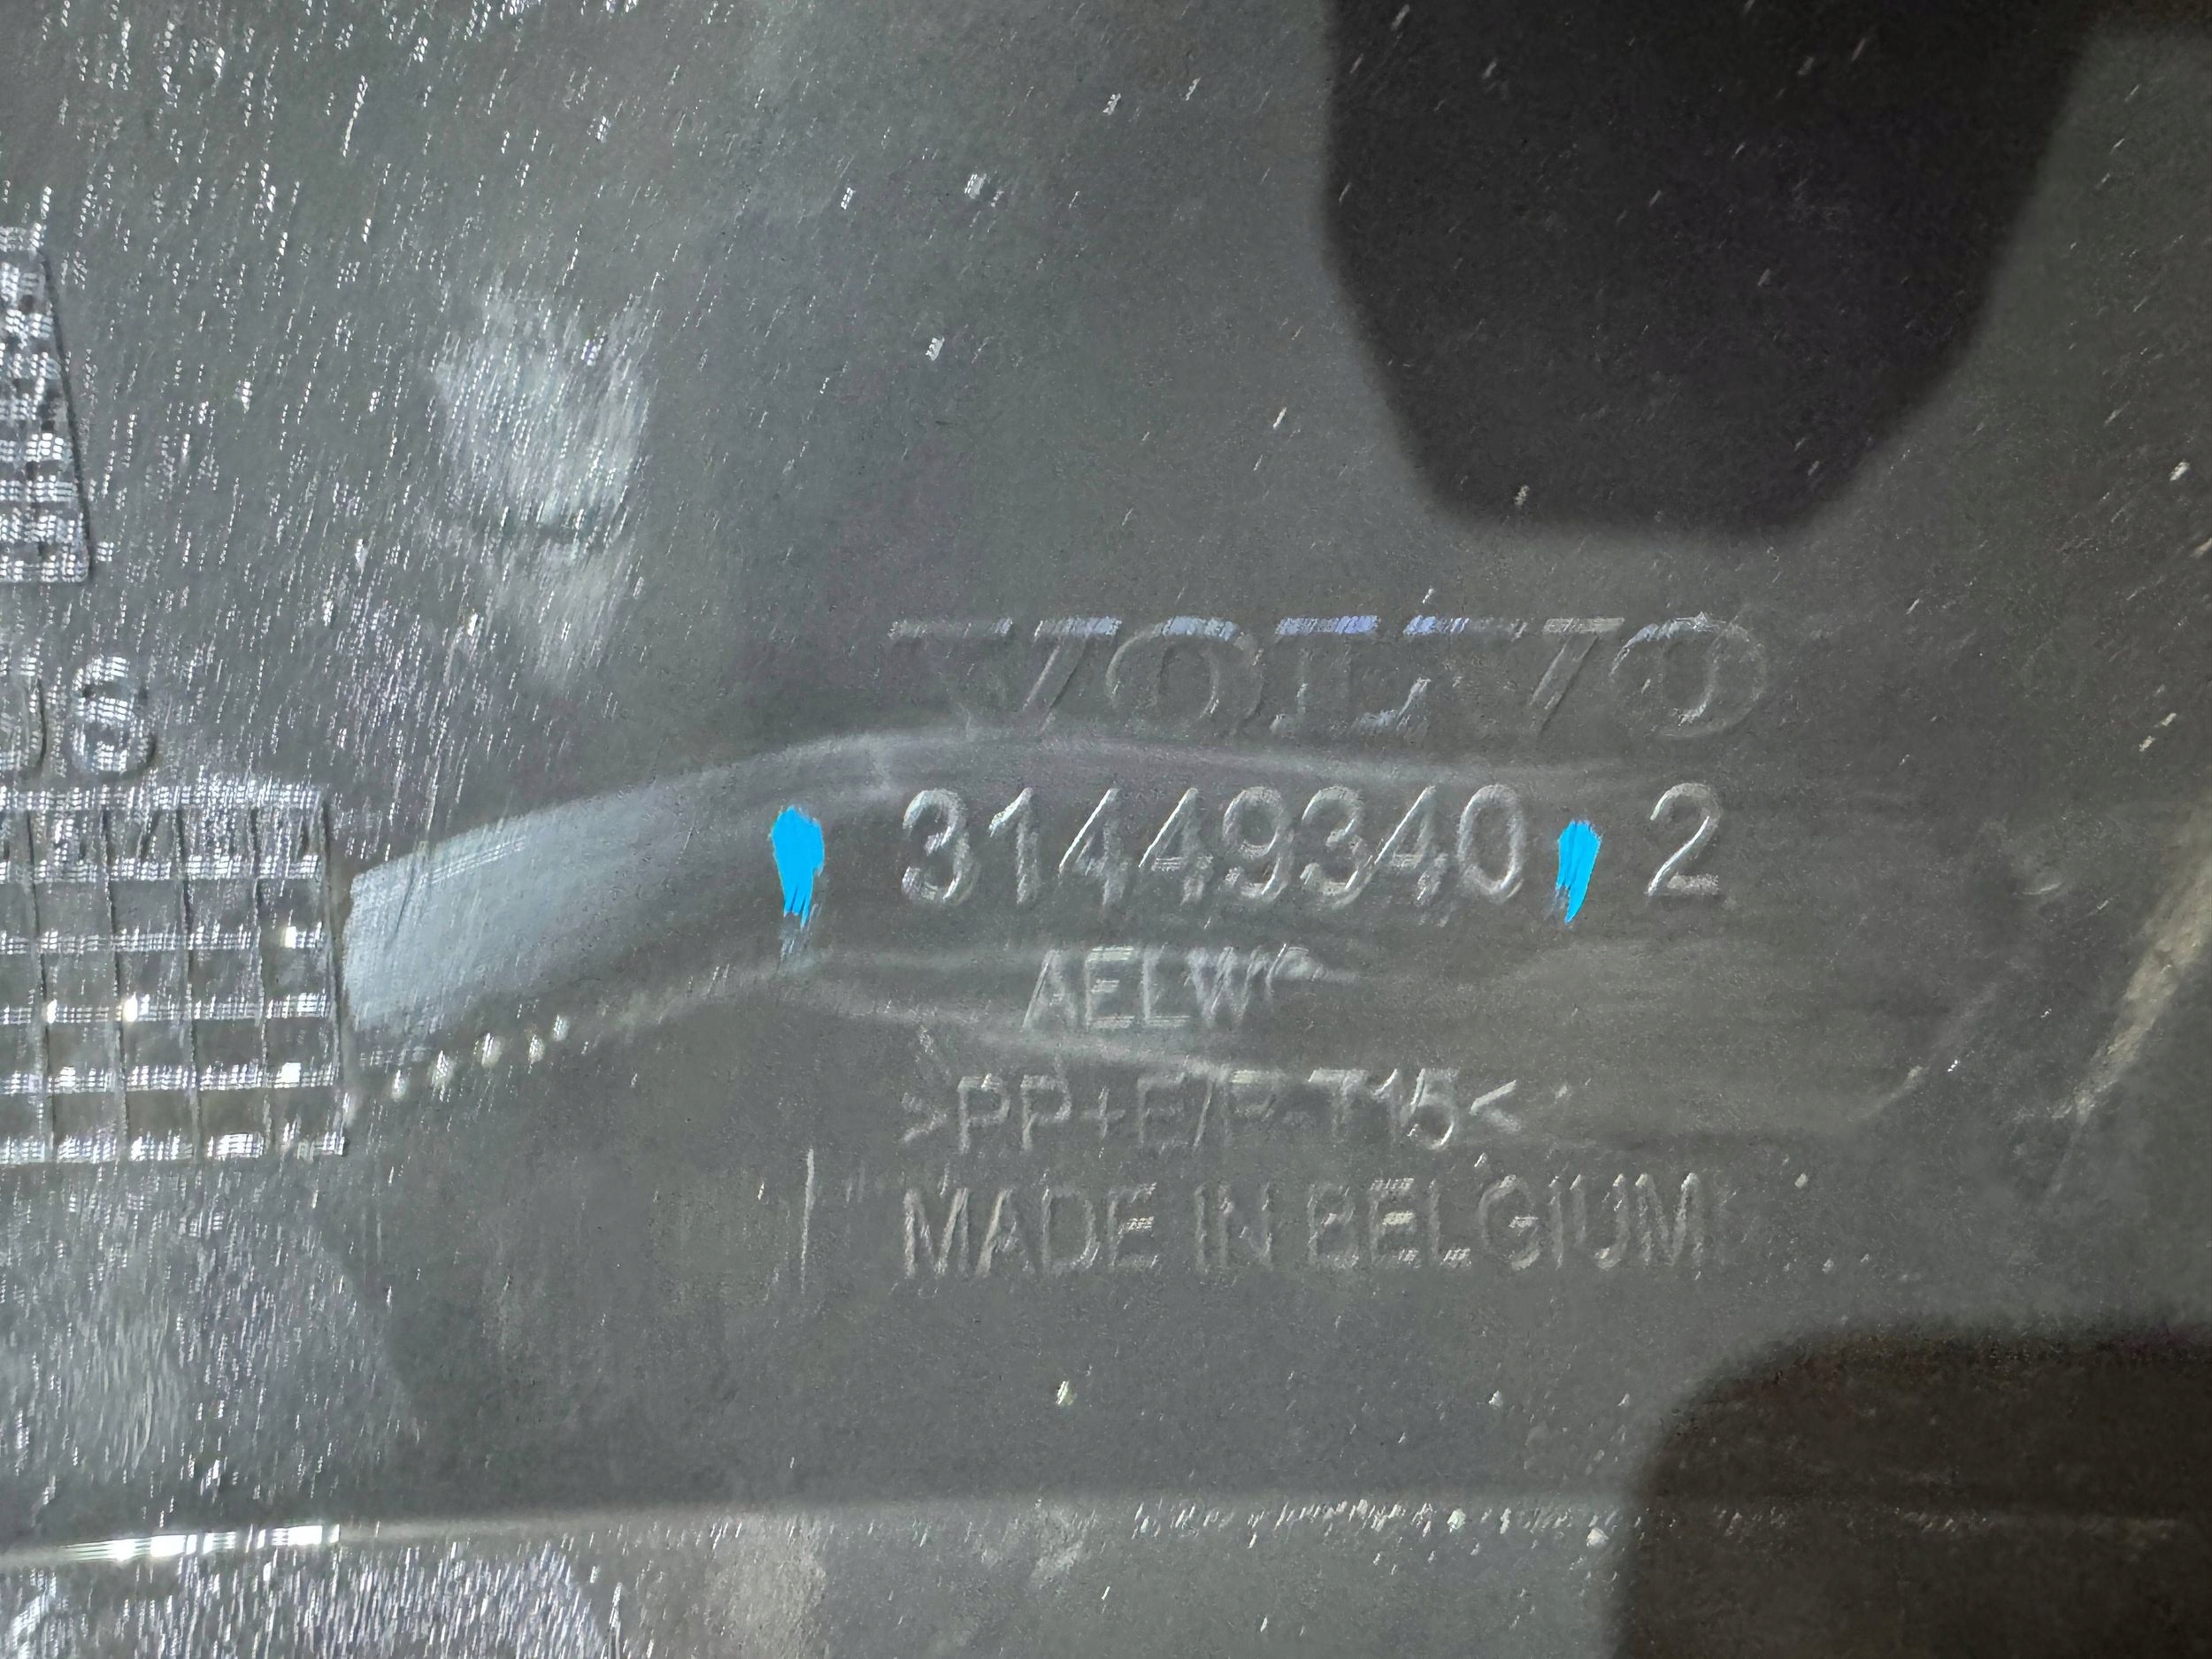 VOLVO
31449340 2
AELW
>PP+E/P-T15<
MADE IN BELGIUM